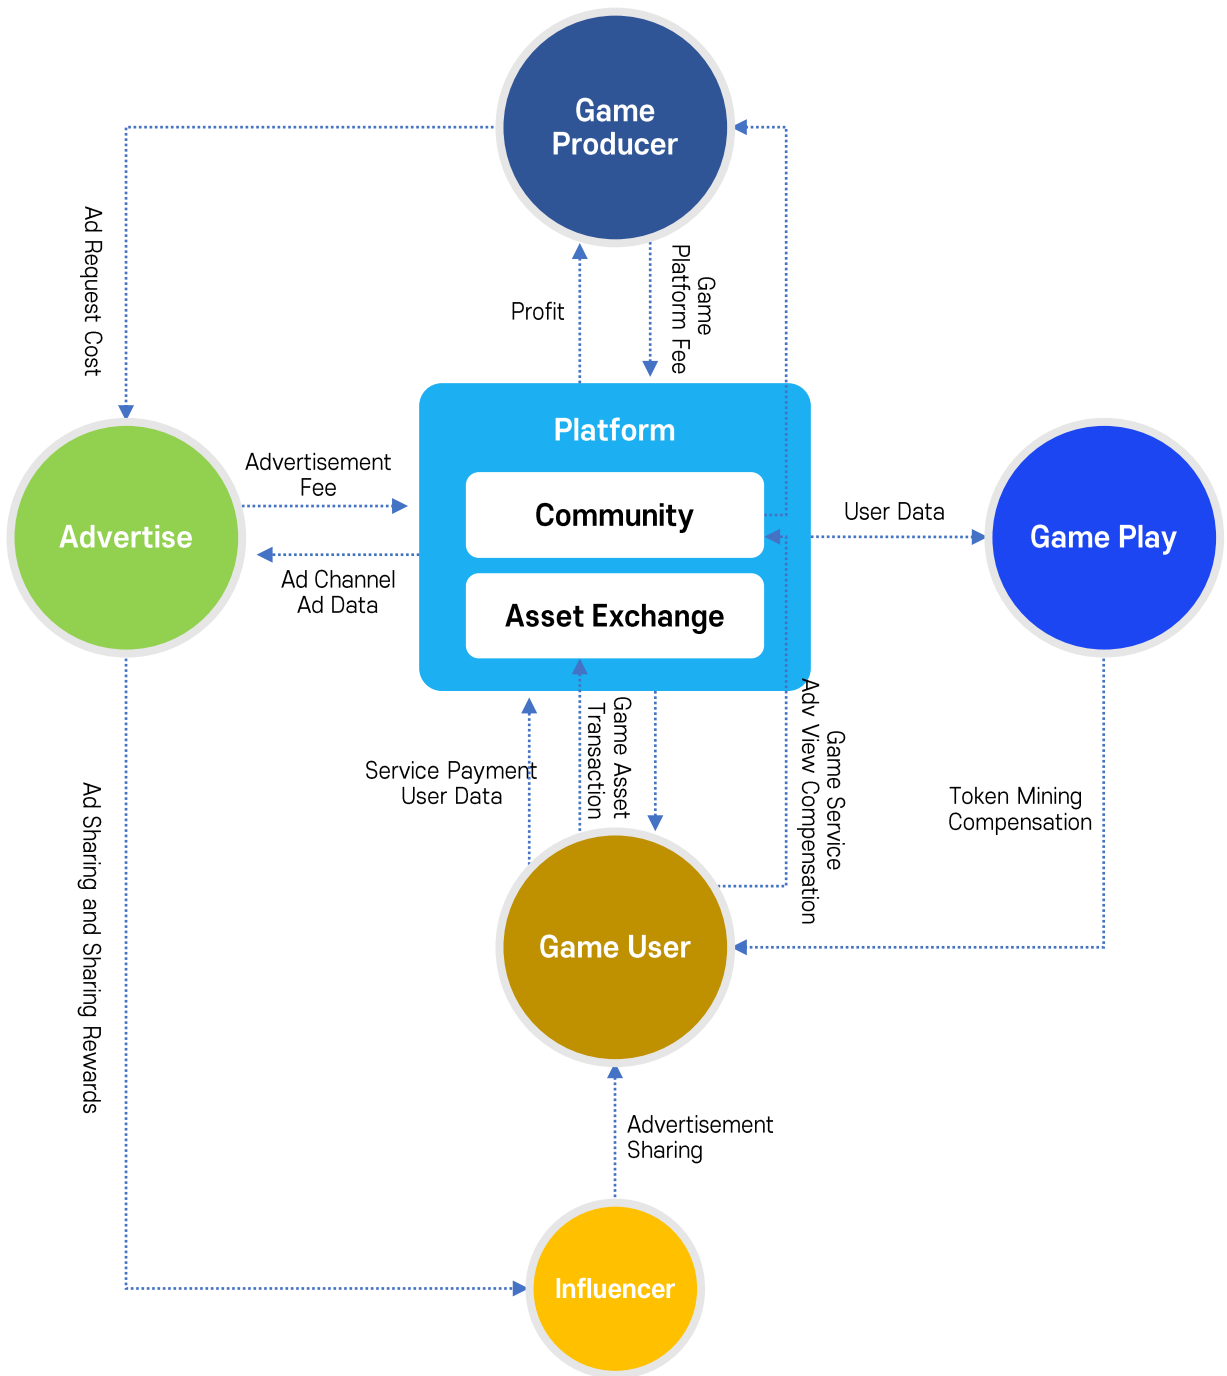 Game
Producer
Ad Request Cost
Profit
Game
Platform Fee
Platform
Advertisement
Fee
Community
User Data
Advertise
Game Play
Ad Channel
Ad Data
Asset Exchange
Service Payment
User Data
Game Asset
Transaction
Game Service
Adv View Compensation
Token Mining
Compensation
Ad Sharing and Sharing Rewards
Game User
Advertisement
Sharing
Influencer